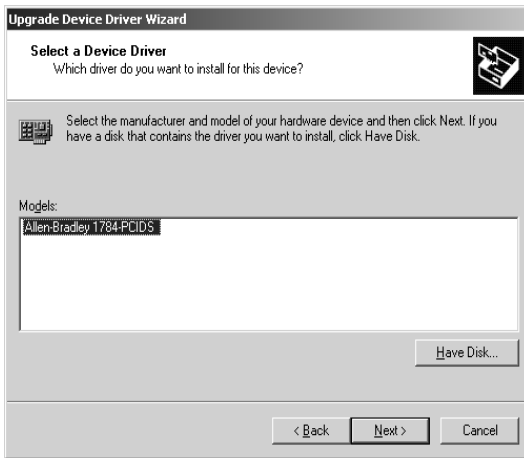 Upgrade Device Driver Wizard
Select a Device Driver
Which driver do you want to install for this device?
Select the manufacturer and model of your hardware device and then click Next. If you
have a disk that contains the driver you want to install, click Have Disk.
Models:
Allen-Bradley 1784-PCIDS
Have Disk...
< Back
Next >
Cancel